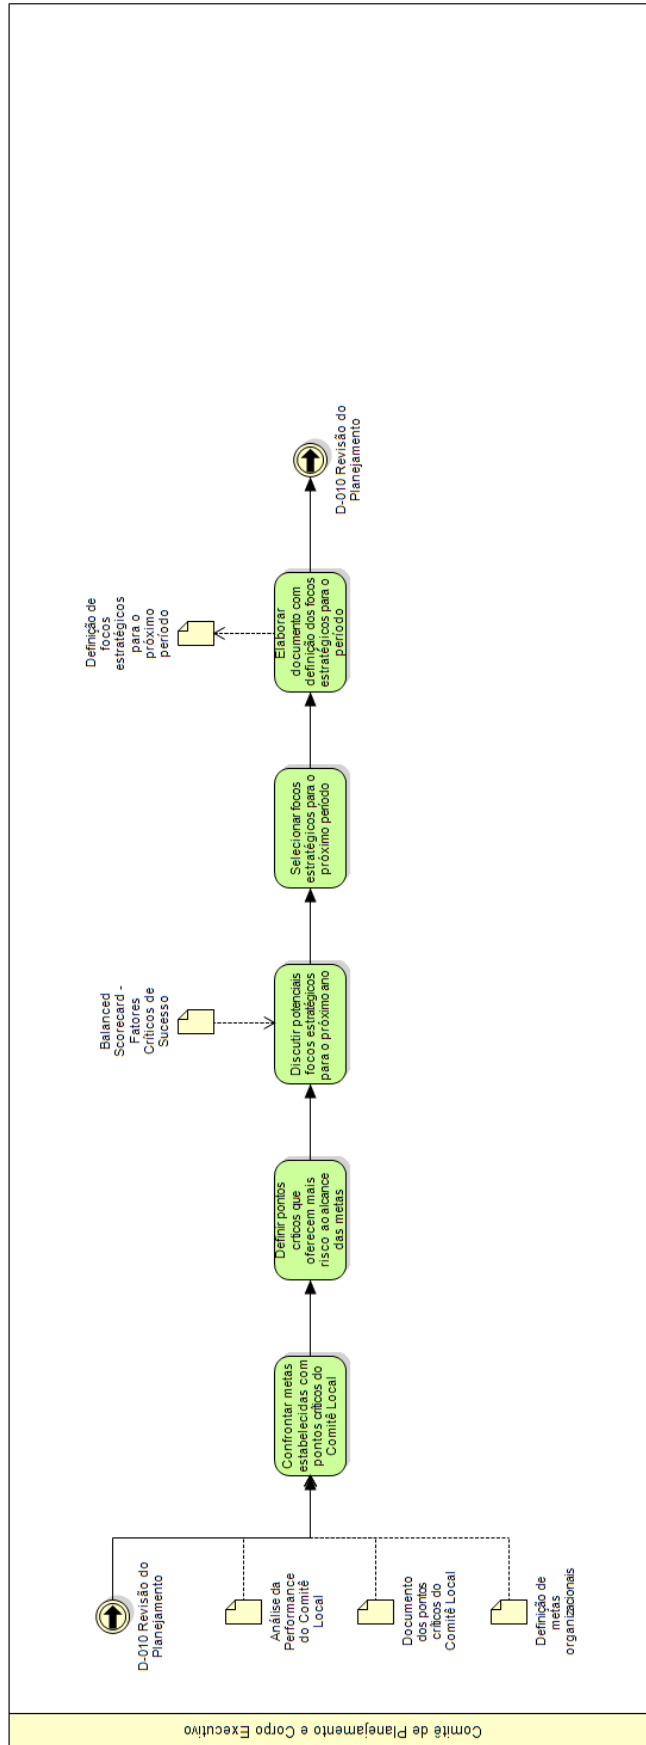 Comitê de Planejamento e Corpo Executivo
D-010 Revisão do
Planejamento
Análise da
Performance
do Comitê
Local
Documento
dos pontos
críticos do
Comitê Local
Definição de
metas
organizacionais
Confrontar metas
estabelecidas com
pontos críticos do
Comitê Local
Definir pontos
críticos que
oferecem mais
risco ao alcance
das metas
Balanced
Scorecard -
Fatores
Críticos de
Sucesso
Discutir potenciais
focos estratégicos
para o próximo ano
Selecionar focos
estratégicos para o
próximo período
Definição de
focos
estratégicos
para o
próximo
período
Elaborar
documento com
definição dos focos
estratégicos para o
período
D-010 Revisão do
Planejamento